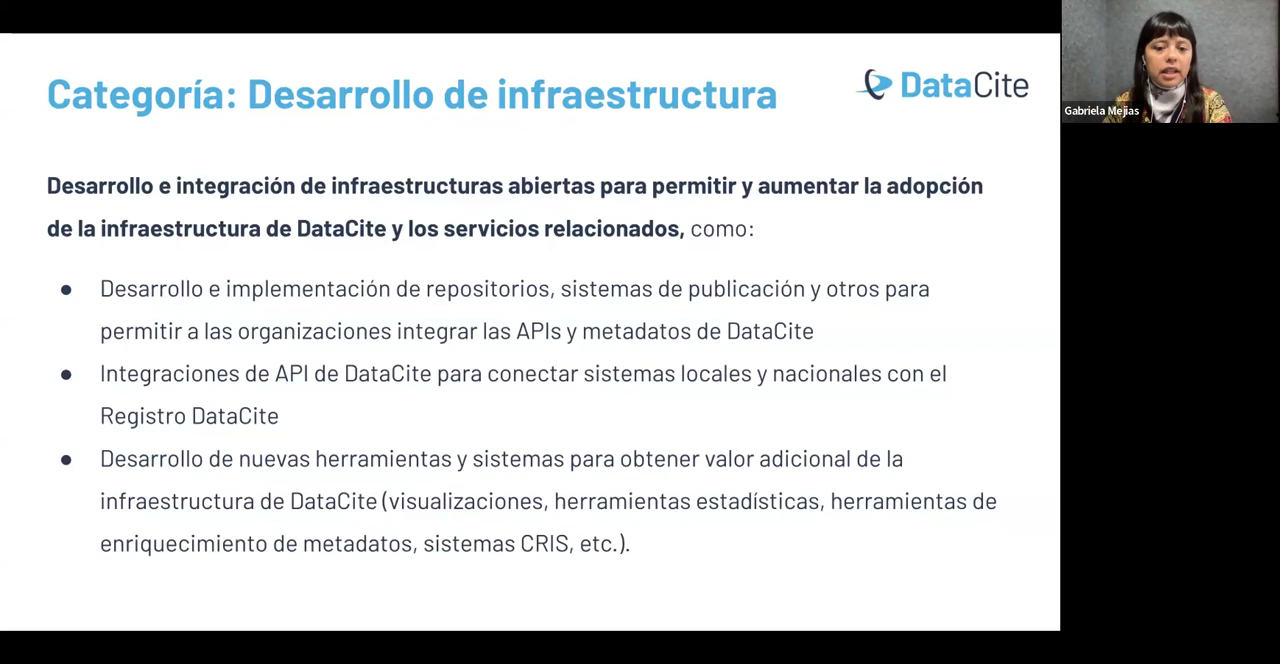 Categoría: Desarrollo de infraestructura
DataCite
Gabriela Mejias
Desarrollo e integración de infraestructuras abiertas para permitir y aumentar la adopción
de la infraestructura de DataCite y los servicios relacionados, como:
● Desarrollo e implementación de repositorios, sistemas de publicación y otros para
permitir a las organizaciones integrar las APIs y metadatos de DataCite
● Integraciones de API de DataCite para conectar sistemas locales y nacionales con el
Registro DataCite
● Desarrollo de nuevas herramientas y sistemas para obtener valor adicional de la
infraestructura de DataCite (visualizaciones, herramientas estadísticas, herramientas de
enriquecimiento de metadatos, sistemas CRIS, etc.).